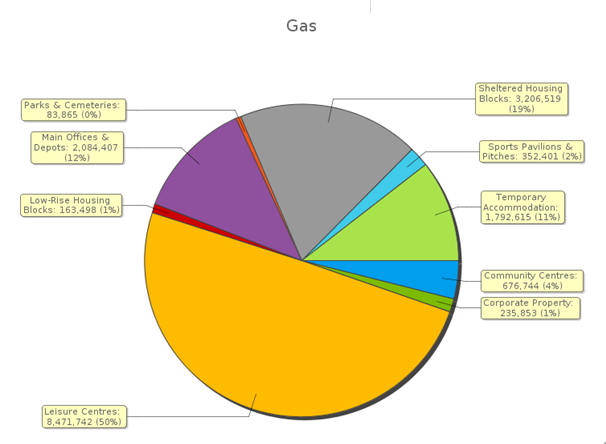 Gas
Sheltered Housing
Blocks: 3,206,519
(19%)
Parks & Cemeteries:
83,865 (0%)
Main Offices &
Depots: 2,084,407
(12%)
Sports Pavilions &
Pitches: 352,401 (2%)
Low-Rise Housing
Blocks: 163,498 (1%)
Temporary
Accommodation:
1,792,615 (11%)
Community Centres:
676,744 (4%)
Corporate Property:
235,853 (1%)
Leisure Centres:
8,471,742 (50%)